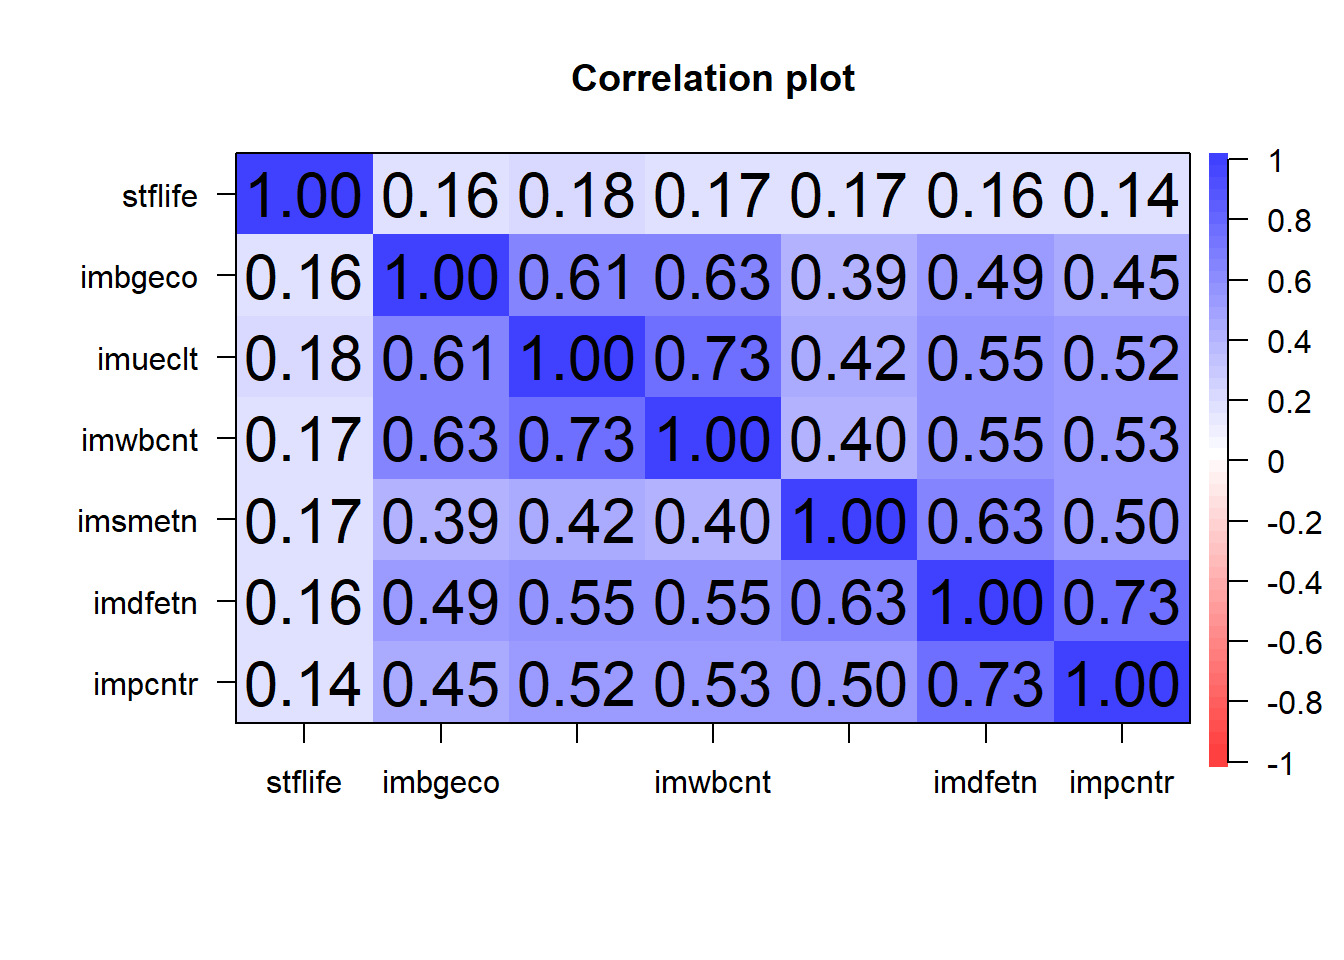 Correlation plot
stflife 1.00 0.16 0.18 0.17 0.17 0.16 0.14 1
0.8
imbgeco 0.16 1.00 0.61 0.63 0.39 0.49 0.45 0.6
imueclt 0.18 0.61 1.00 0.73 0.42 0.55 0.52 0.4
0.2
imwbcnt 0.17 0.63 0.73 1.00 0.40 0.55 0.53 0
imsmetn 0.17 0.39 0.42 0.40 1.00 0.63 0.50 -0.2
-0.4
imdfetn 0.16 0.49 0.55 0.55 0.63 1.00 0.73 -0.6
impcntr 0.14 0.45 0.52 0.53 0.50 0.73 1.00 -0.8
-1
stflife imbgeco imwbcnt imdfetn impcntr